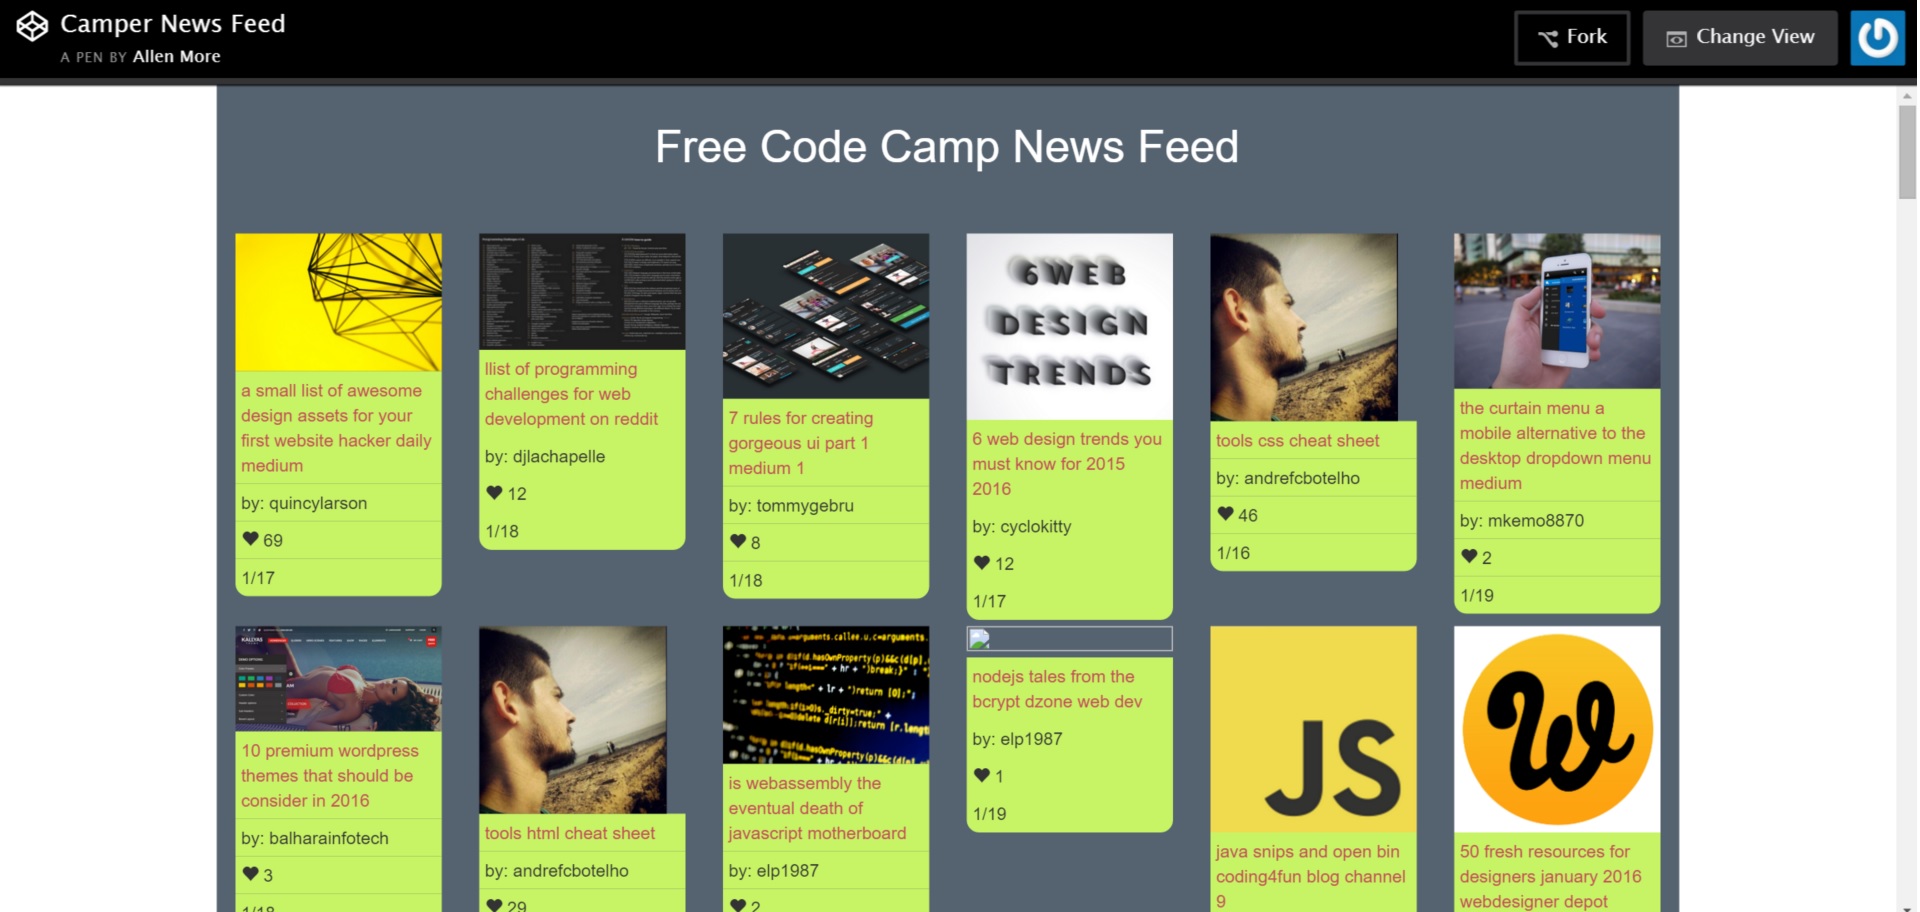 Camper News Feed
A PEN BY Allen More
Fork
Change View
Free Code Camp News Feed
a small list of awesome
design assets for your
first website hacker daily
medium
by: quincylarson
69
1/17
llist of programming
challenges for web
development on reddit
by: djlachapelle
12
1/18
7 rules for creating
gorgeous ui part 1
medium 1
by: tommygebru
8
1/18
6 WEB
DESIGN
TRENDS
6 web design trends you
must know for 2015
2016
by: cyclokitty
12
1/17
tools css cheat sheet
by: andrefcbotelho
46
1/16
the curtain menu a
mobile alternative to the
desktop dropdown menu
medium
by: mkemo8870
2
1/19
KALLYAS
10 premium wordpress
themes that should be
consider in 2016
by: balharainfotech
3
1/18
tools html cheat sheet
by: andrefcbotelho
29
is webassembly the
eventual death of
javascript motherboard
by: elp1987
2
nodejs tales from the
bcrypt dzone web dev
by: elp1987
1
1/19
JS
java snips and open bin
coding4fun blog channel
9
W
50 fresh resources for
designers january 2016
webdesigner depot